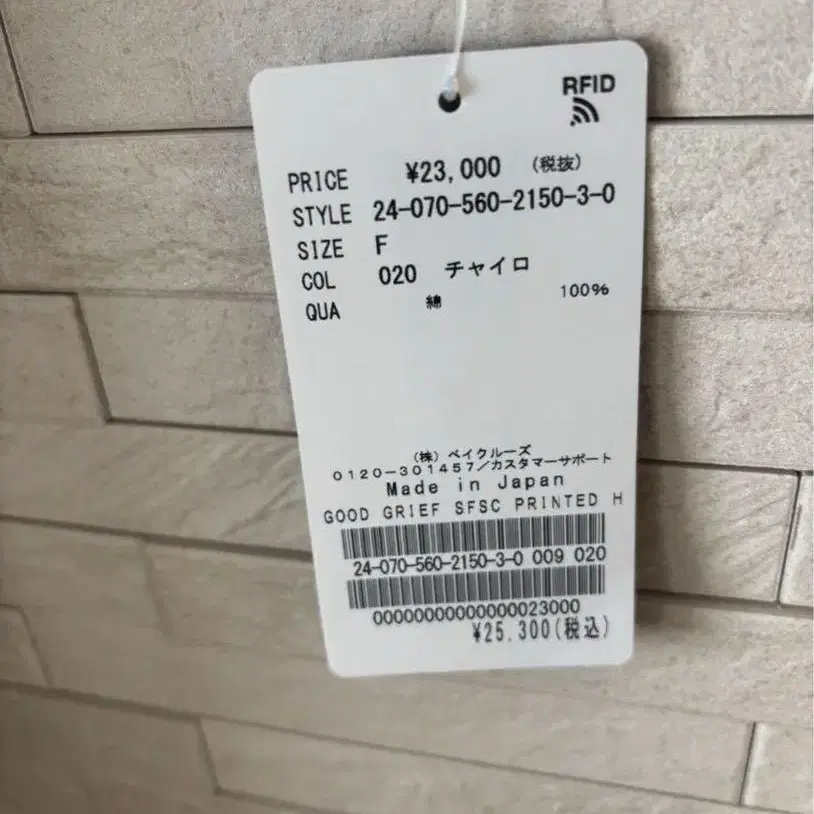 RFID
PRICE ¥23,000 (税抜)
STYLE 24-070-560-2150-3-0
SIZE F
COL 020 チャイロ
QUA 綿 100%
(株) ベイクルーズ
0120-301457/カスタマーサポート
Made in Japan
GOOD GRIEF SFSC PRINTED H
24-070-560-2150-3-0 009 020
00000000000000023000
¥25,300(税込)